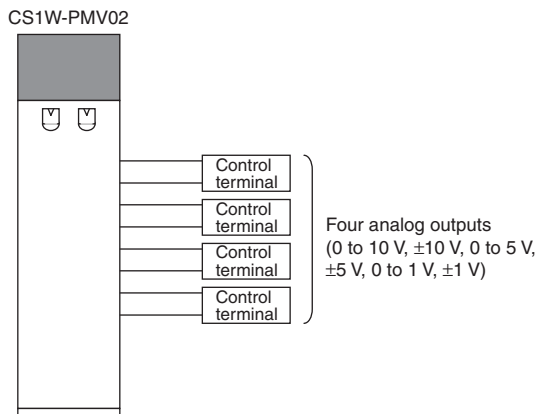 CS1W-PMV02
Control
terminal
Control
terminal
Control
terminal
Control
terminal
Four analog outputs
(0 to 10 V, ±10 V, 0 to 5 V,
±5 V, 0 to 1 V, ±1 V)